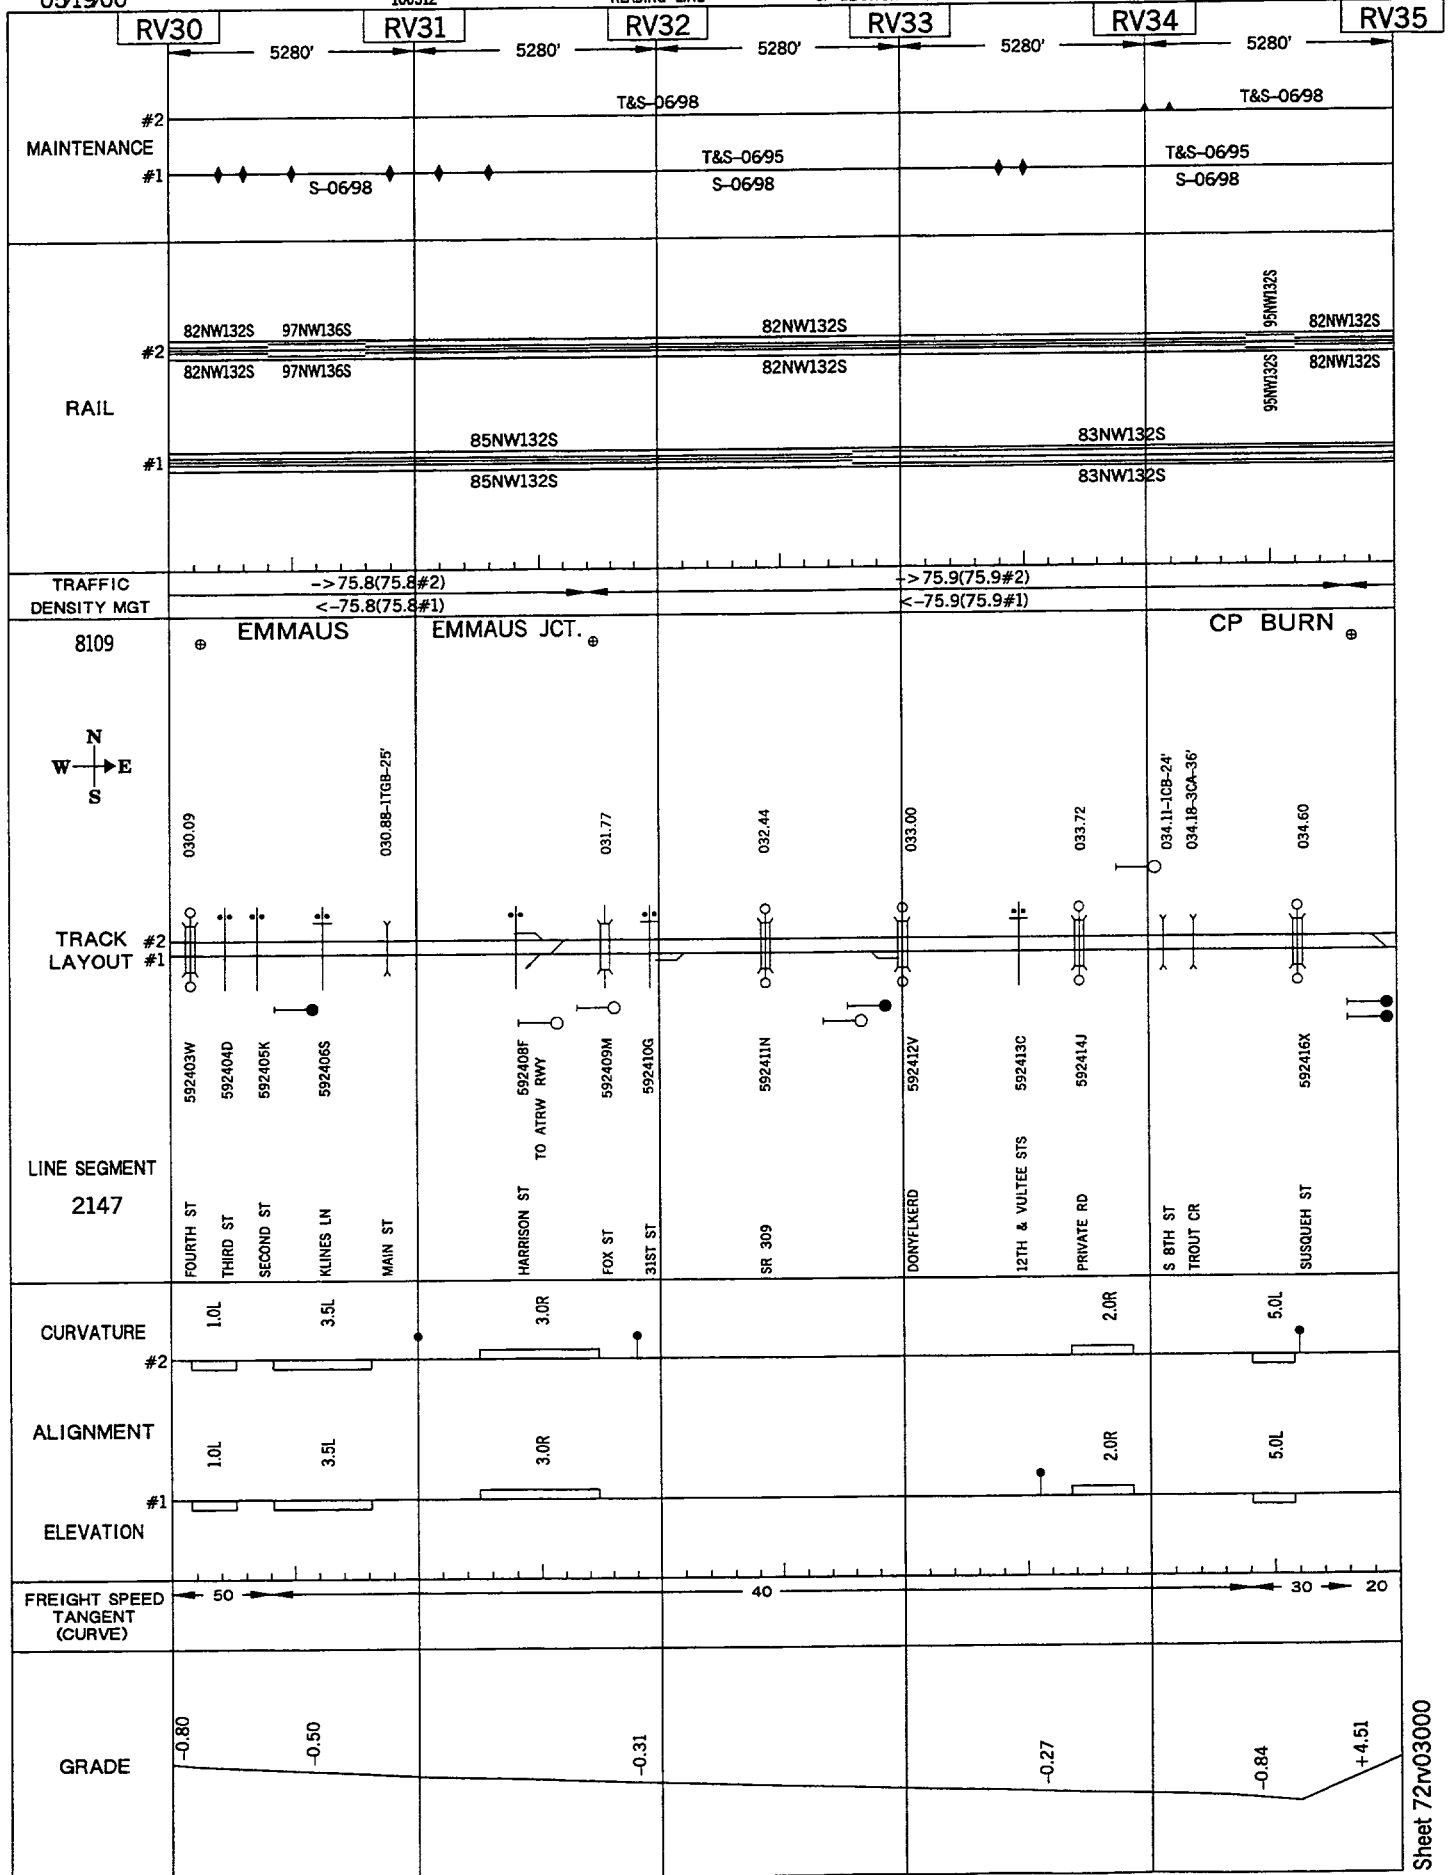 05/19/00
RV30 RV31 RV32 RV33 RV34 RV35
5280' 5280' 5280' 5280' 5280'
MAINTENANCE
#2
T&S-06/98 T&S-06/98
#1
S-06/98
T&S-06/95 T&S-06/95
S-06/98 S-06/98
RAIL
#2
82NW132S 97NW136S 82NW132S 95NW132S 82NW132S
82NW132S 97NW136S 82NW132S 95NW132S 82NW132S
#1
85NW132S 83NW132S
85NW132S 83NW132S
TRAFFIC
DENSITY MGT
->75.8(75.8#2) ->75.9(75.9#2)
<-75.8(75.8#1) <-75.9(75.9#1)
8109
EMMAUS EMMAUS JCT. CP BURN
N
W E
S
030.09 030.88-1TGB-25' 031.77 032.44 033.00 033.72 034.11-1CB-24' 034.18-3CA-36' 034.60
TRACK #2
LAYOUT #1
592403W 592404D 592405K 592406S 592408F 592409M 592410G 592411N 592412V 592413C 592414J 592416X
TO ATRW RWY
LINE SEGMENT
2147
FOURTH ST
THIRD ST
SECOND ST
KLINES LN
MAIN ST
HARRISON ST
FOX ST
31ST ST
SR 309
DONYFLKERD
12TH & VULTEE STS
PRIVATE RD
S 8TH ST
TROUT CR
SUSQUEH ST
CURVATURE
#2
1.0L 3.5L 3.0R 2.0R 5.0L
ALIGNMENT
1.0L 3.5L 3.0R 2.0R 5.0L
#1
ELEVATION
FREIGHT SPEED
TANGENT
(CURVE)
50 40 30 20
GRADE
-0.80 -0.50 -0.31 -0.27 -0.84 +4.51
Sheet 72rv03000